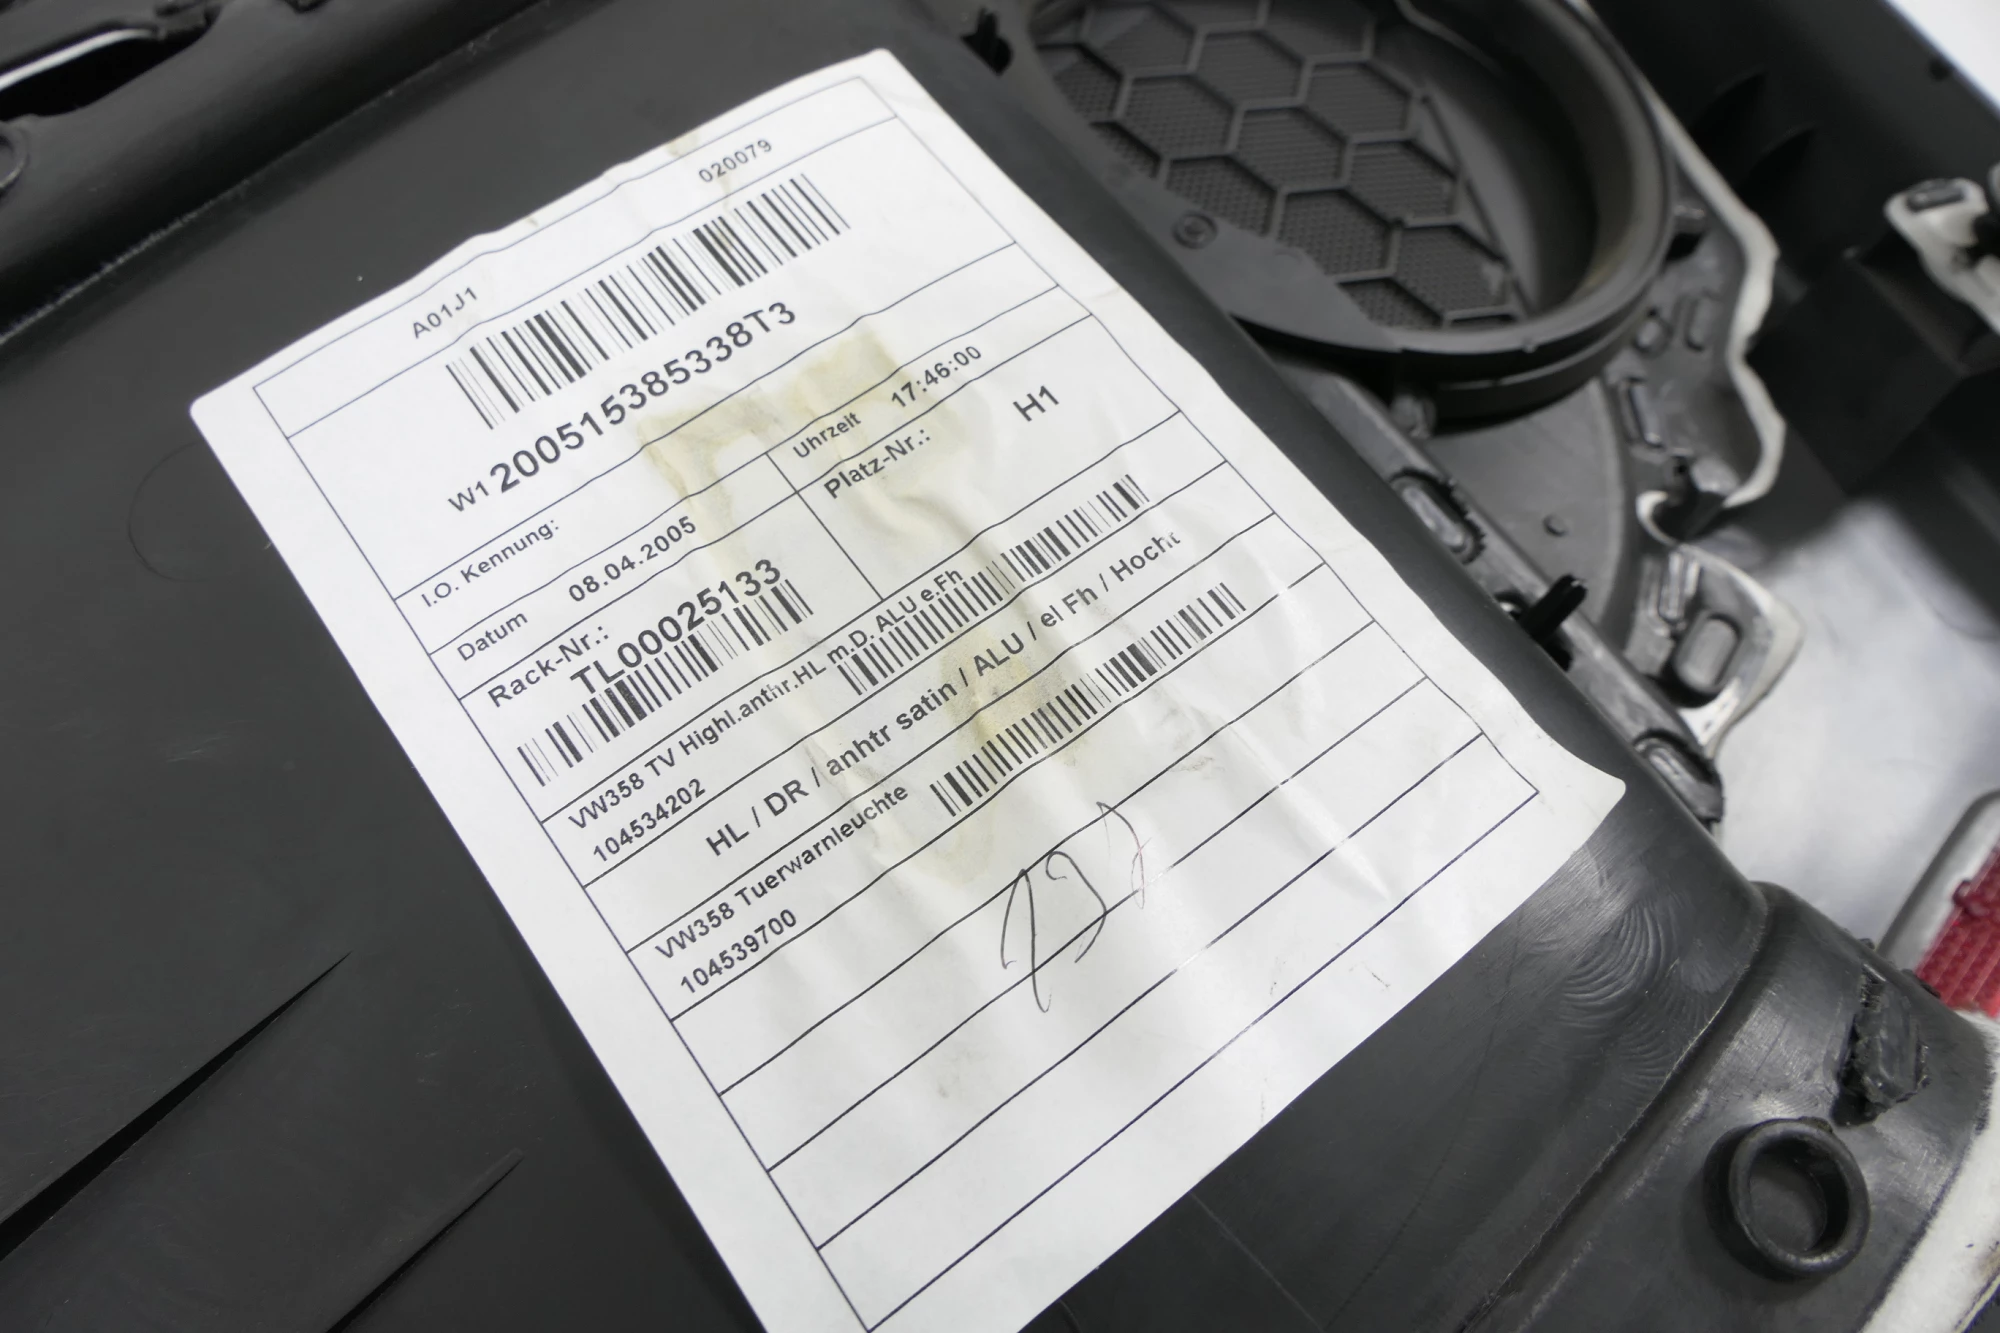 A01J1 020079
W1 20051538533​8T3
I.O. Kennung:
Datum 08.04.2005 Uhrzeit 17:46:00
Rack-Nr.: Platz-Nr.: H1
TL00025133
VW358 TV Highl.anthr.HL m.D. ALU e.Fh
104534202
HL / DR / anhtr satin / ALU / el Fh / Hocht
VW358 Tuerwarnleuchte
104539700